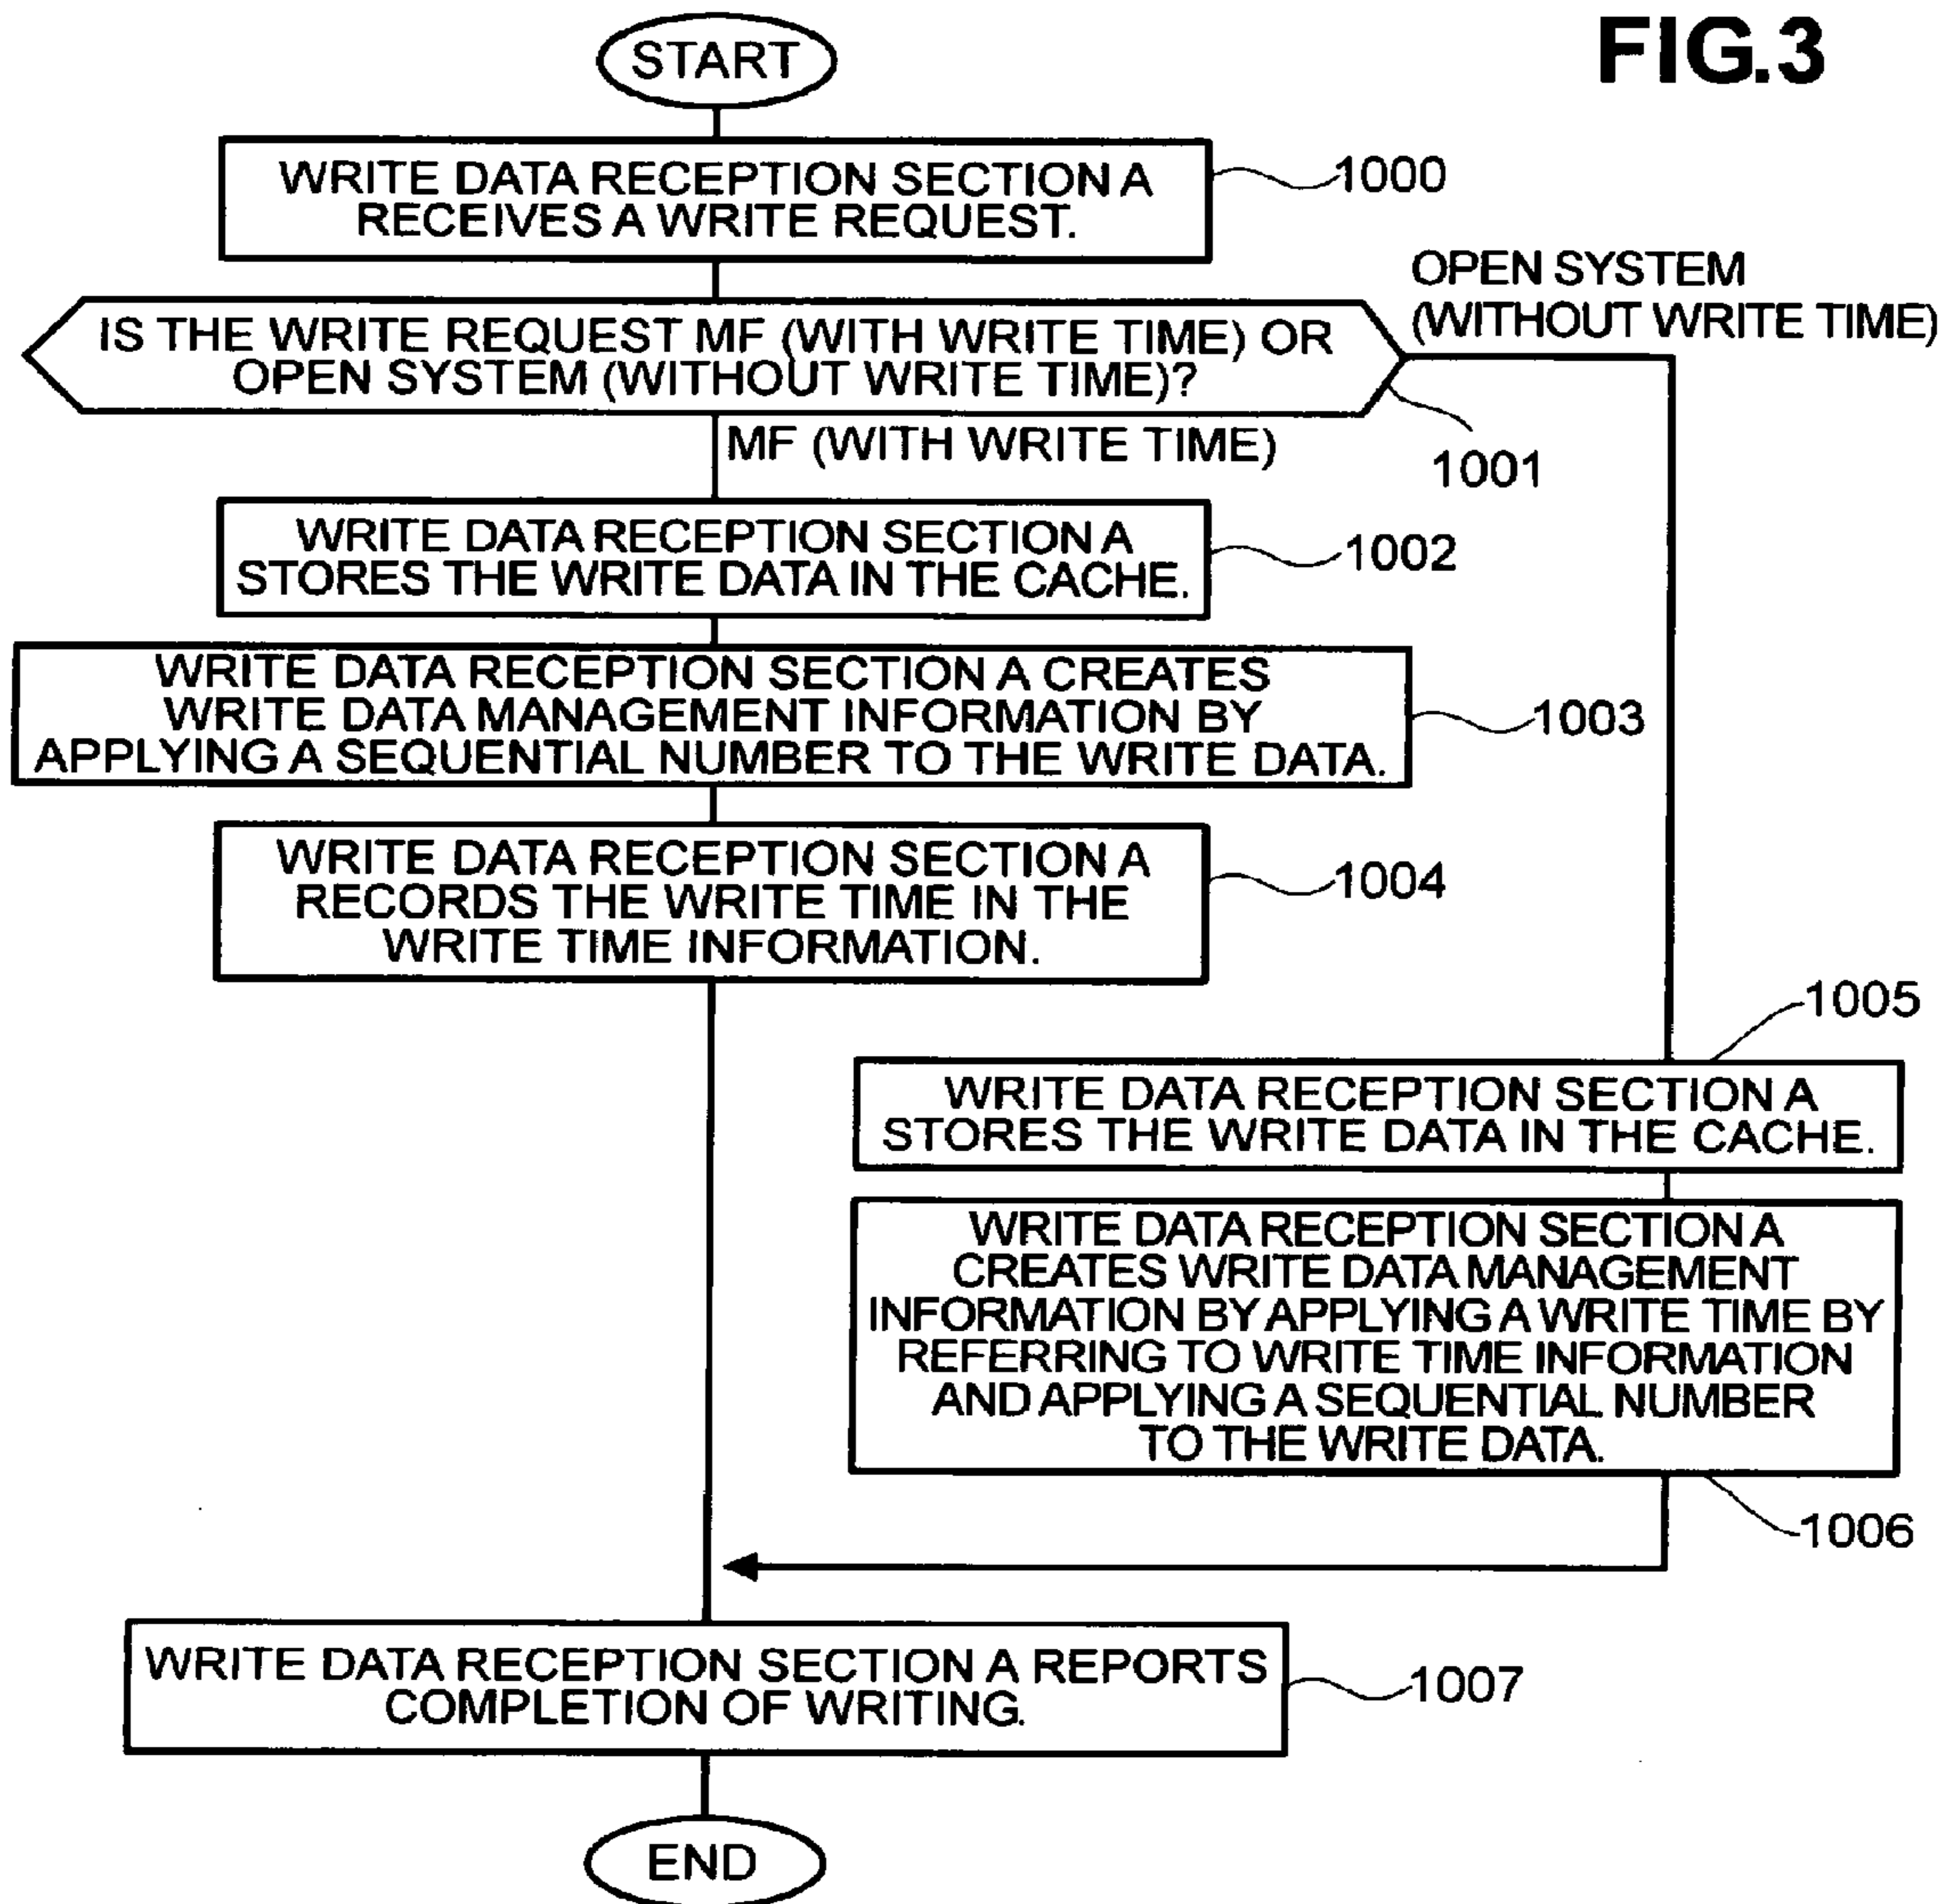 FIG.3
START
WRITE DATA RECEPTION SECTION A
RECEIVES A WRITE REQUEST.
1000
IS THE WRITE REQUEST MF (WITH WRITE TIME) OR
OPEN SYSTEM (WITHOUT WRITE TIME)?
OPEN SYSTEM
(WITHOUT WRITE TIME)
1001
MF (WITH WRITE TIME)
WRITE DATA RECEPTION SECTION A
STORES THE WRITE DATA IN THE CACHE.
1002
WRITE DATA RECEPTION SECTION A CREATES
WRITE DATA MANAGEMENT INFORMATION BY
APPLYING A SEQUENTIAL NUMBER TO THE WRITE DATA.
1003
WRITE DATA RECEPTION SECTION A
RECORDS THE WRITE TIME IN THE
WRITE TIME INFORMATION.
1004
1005
WRITE DATA RECEPTION SECTION A
STORES THE WRITE DATA IN THE CACHE.
WRITE DATA RECEPTION SECTION A
CREATES WRITE DATA MANAGEMENT
INFORMATION BY APPLYING A WRITE TIME BY
REFERRING TO WRITE TIME INFORMATION
AND APPLYING A SEQUENTIAL NUMBER
TO THE WRITE DATA.
1006
WRITE DATA RECEPTION SECTION A REPORTS
COMPLETION OF WRITING.
1007
END